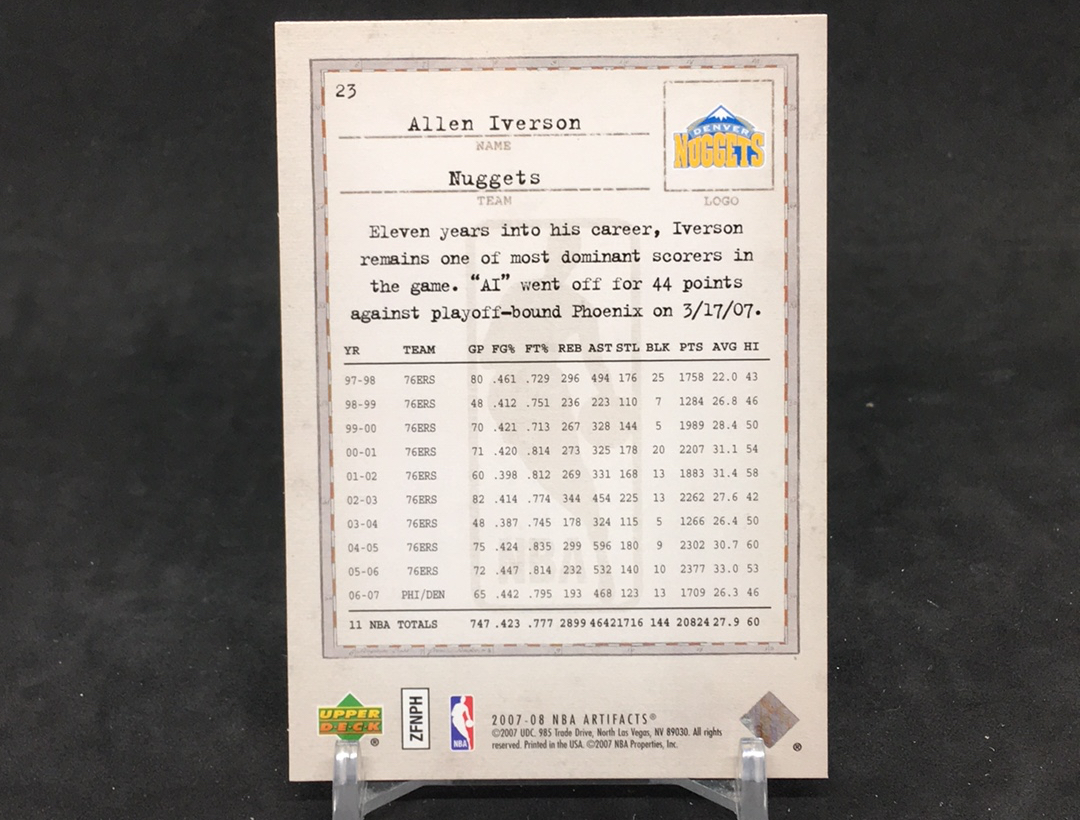 23
Allen Iverson
NAME
Nuggets
TEAM
DENVER
NUGGETS
LOGO
Eleven years into his career, Iverson
remains one of most dominant scorers in
the game. “AI” went off for 44 points
against playoff-bound Phoenix on 3/17/07.
YR TEAM GP FG% FT% REB AST STL BLK PTS AVG HI
97-98 76ERS 80 .461 .729 296 494 176 25 1758 22.0 43
98-99 76ERS 48 .412 .751 236 223 110 7 1284 26.8 46
99-00 76ERS 70 .421 .713 267 328 144 5 1989 28.4 50
00-01 76ERS 71 .420 .814 273 325 178 20 2207 31.1 54
01-02 76ERS 60 .398 .812 269 331 168 13 1883 31.4 58
02-03 76ERS 82 .414 .774 344 454 225 13 2262 27.6 42
03-04 76ERS 48 .387 .745 178 324 115 5 1266 26.4 50
04-05 76ERS 75 .424 .835 299 596 180 9 2302 30.7 60
05-06 76ERS 72 .447 .814 232 532 140 10 2377 33.0 53
06-07 PHI/DEN 65 .442 .795 193 468 123 13 1709 26.3 46
11 NBA TOTALS 747 .423 .777 2899 4642 1716 144 20824 27.9 60
NBA
UPPER
DECK®
ZFNPH
NBA
2007-08 NBA ARTIFACTS®
©2007 UDC. 985 Trade Drive, North Las Vegas, NV 89030. All rights
reserved. Printed in the USA. ©2007 NBA Properties, Inc.
®